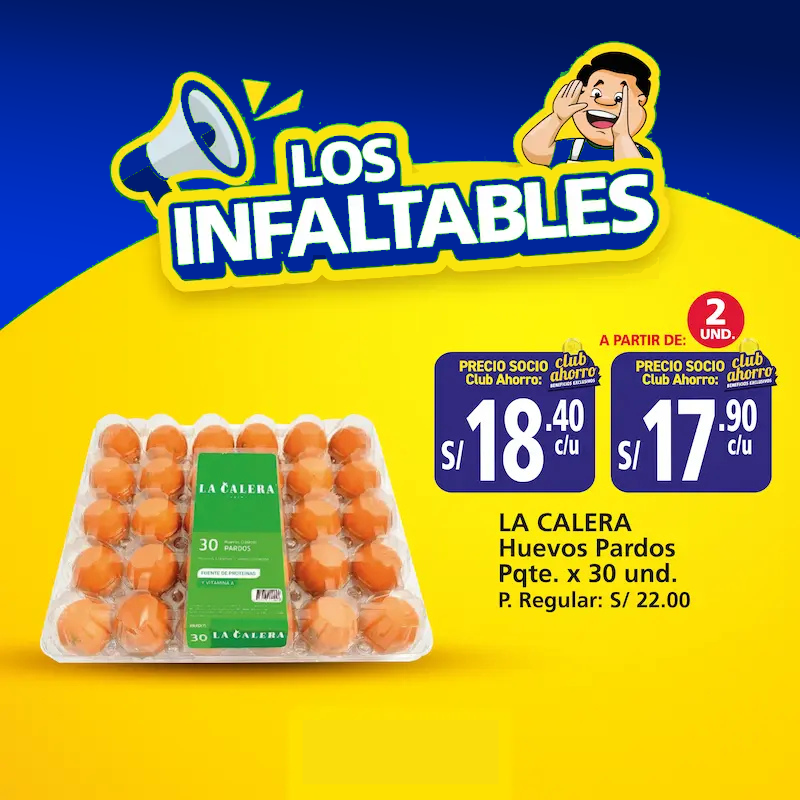 LOS
INFALTABLES
A PARTIR DE:
2
UND.
PRECIO SOCIO
Club Ahorro:
club
ahorro
BENEFICIOS EXCLUSIVOS
S/ 18.40
c/u
PRECIO SOCIO
Club Ahorro:
club
ahorro
BENEFICIOS EXCLUSIVOS
S/ 17.90
c/u
LA CALERA
Huevos Pardos
Pqte. x 30 und.
P. Regular: S/ 22.00
LA CALERA
30
PARDOS
FUENTE DE PROTEINAS
+ VITAMINA A
30 LA CALERA